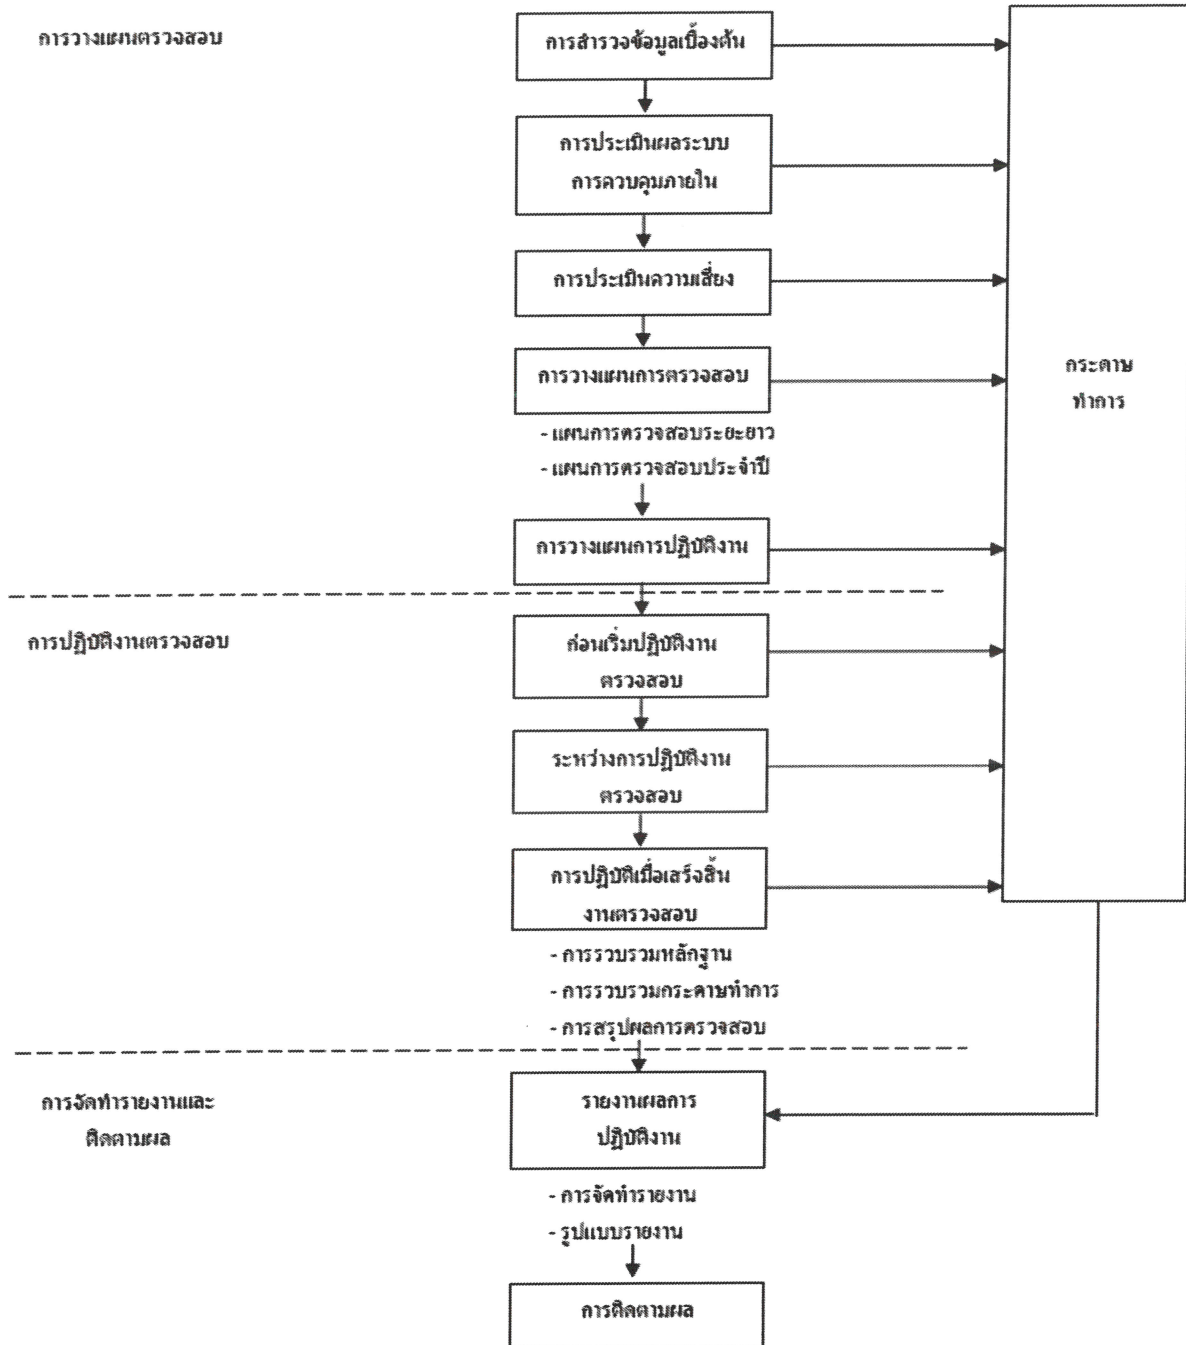 การวางแผนตรวจสอบ
การสำรวจข้อมูลเบื้องต้น
การประเมินผลระบบ
การควบคุมภายใน
การประเมินความเสี่ยง
การวางแผนการตรวจสอบ
- แผนการตรวจสอบระยะยาว
- แผนการตรวจสอบประจำปี
การวางแผนการปฏิบัติงาน
กระดาษ
ทำการ
การปฏิบัติงานตรวจสอบ
ก่อนเริ่มปฏิบัติงาน
ตรวจสอบ
ระหว่างการปฏิบัติงาน
ตรวจสอบ
การปฏิบัติเมื่อเสร็จสิ้น
งานตรวจสอบ
- การรวบรวมหลักฐาน
- การรวบรวมกระดาษทำการ
- การสรุปผลการตรวจสอบ
การจัดทำรายงานและ
ติดตามผล
รายงานผลการ
ปฏิบัติงาน
- การจัดทำรายงาน
- รูปแบบรายงาน
การติดตามผล